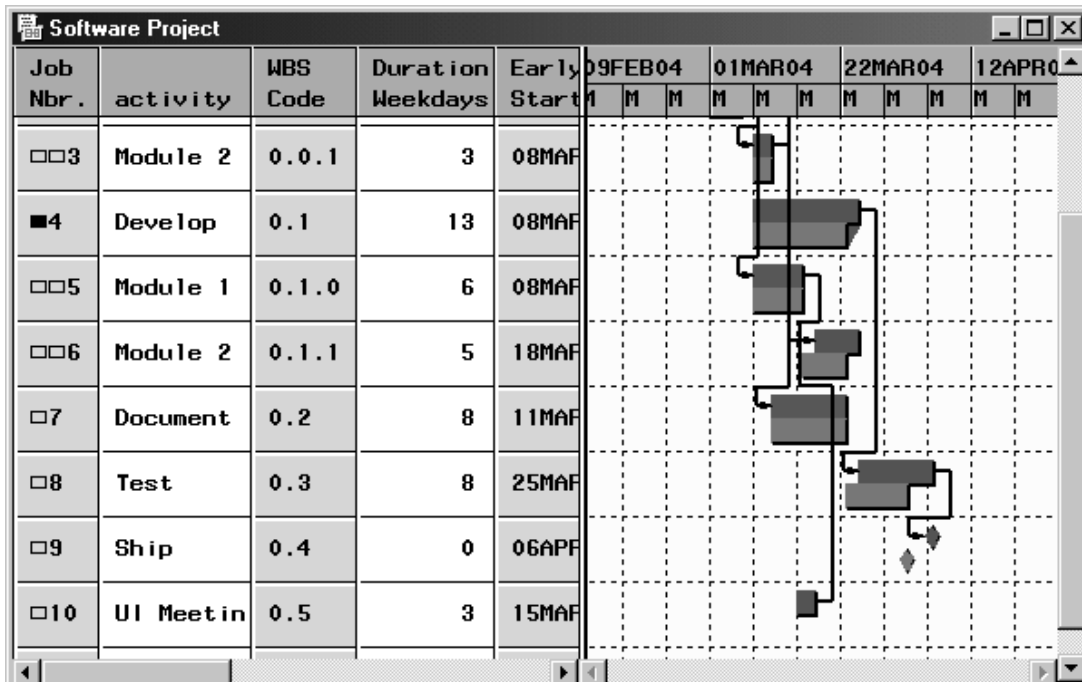 Software Project
Job WBS Duration Early 09FEB04 01MAR04 22MAR04 12APR0
Nbr. activity Code Weekdays Start M M M M M M M M M M
3 Module 2 0.0.1 3 08MAR
4 Develop 0.1 13 08MAR
5 Module 1 0.1.0 6 08MAR
6 Module 2 0.1.1 5 18MAR
7 Document 0.2 8 11MAR
8 Test 0.3 8 25MAR
9 Ship 0.4 0 06APR
10 UI Meetin 0.5 3 15MAR